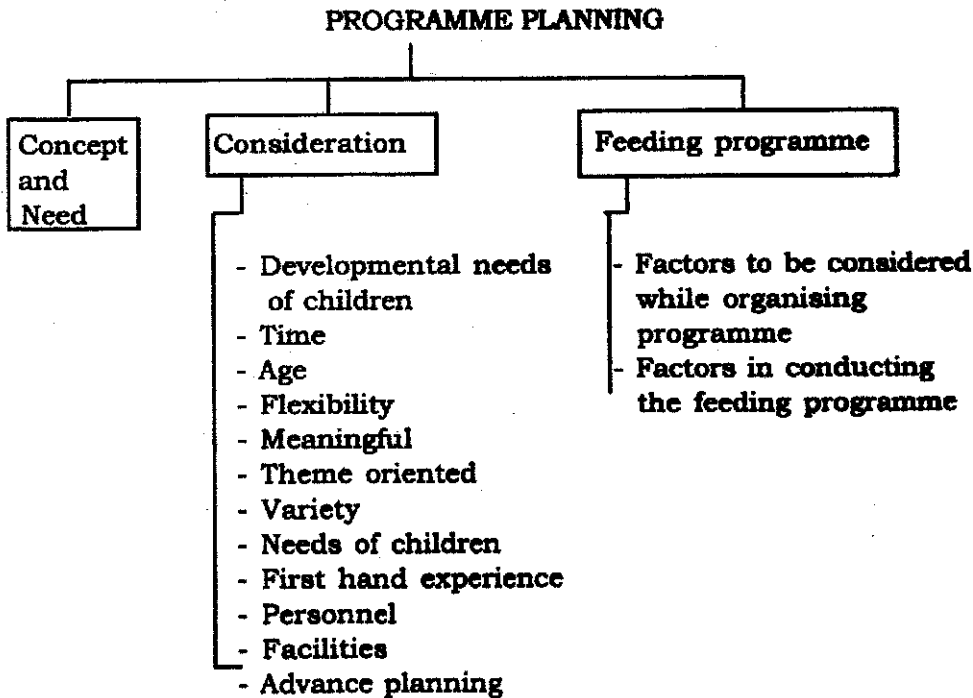 PROGRAMME PLANNING
Concept
and
Need
Consideration
- Developmental needs
of children
- Time
- Age
- Flexibility
- Meaningful
- Theme oriented
- Variety
- Needs of children
- First hand experience
- Personnel
- Facilities
- Advance planning
Feeding programme
- Factors to be considered
while organising
programme
- Factors in conducting
the feeding programme